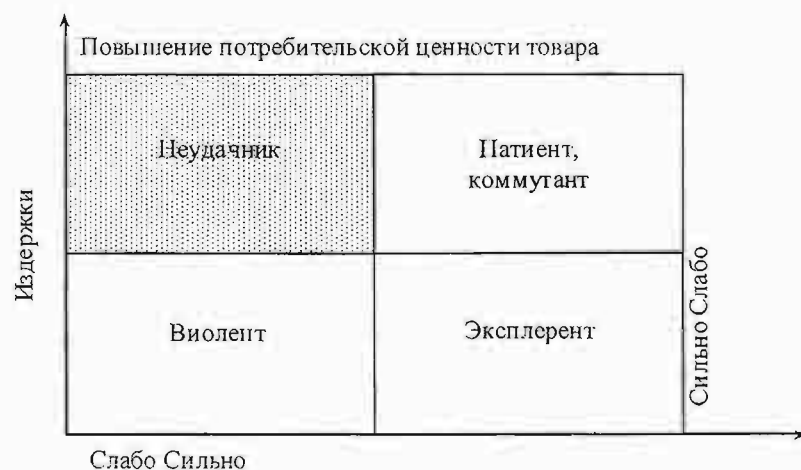 Повышение потребительской ценности товара
Неудачник
Патиент,
коммутант
Издержки
Виолент
Эксплерент
Сильно Слабо
Слабо Сильно